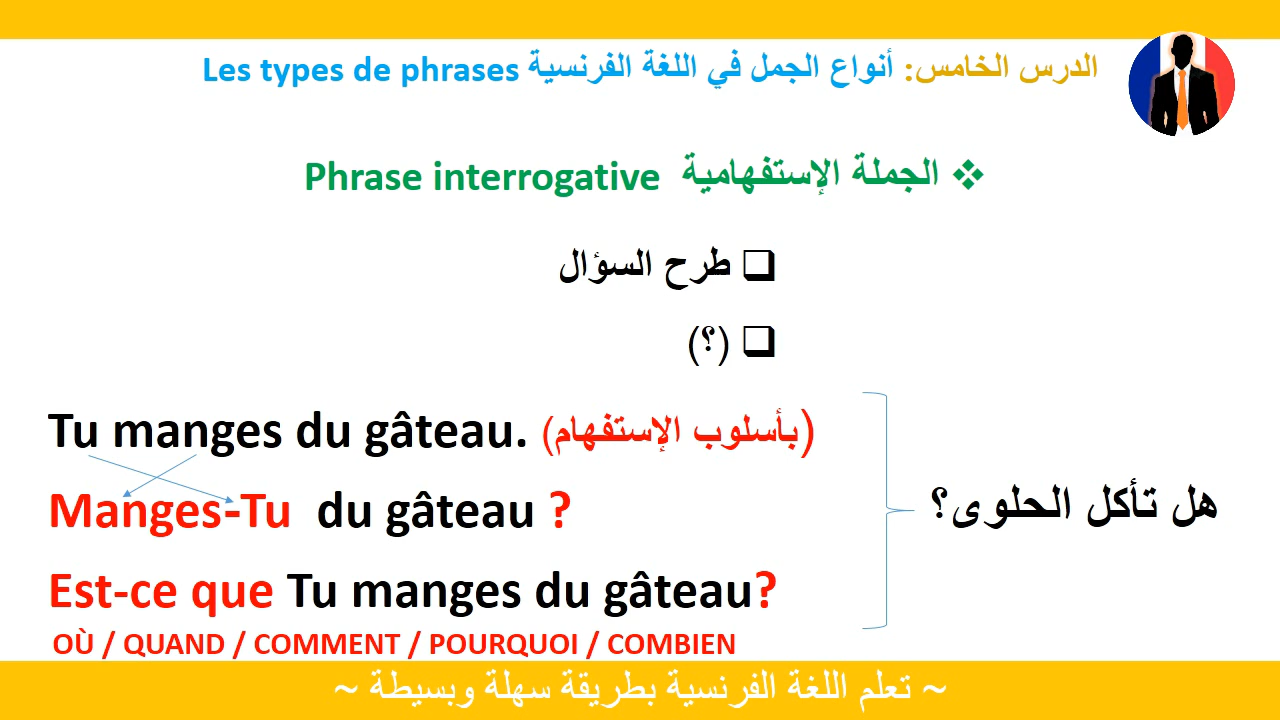 الدرس الخامس: أنواع الجمل في اللغة الفرنسية Les types de phrases
❖ الجملة الإستفهامية Phrase interrogative
❑ طرح السؤال
❑ (؟)
Tu manges du gâteau. (بأسلوب الإستفهام)
Manges-Tu du gâteau ?
Est-ce que Tu manges du gâteau?
هل تأكل الحلوى؟
OÙ / QUAND / COMMENT / POURQUOI / COMBIEN
~ تعلم اللغة الفرنسية بطريقة سهلة وبسيطة ~